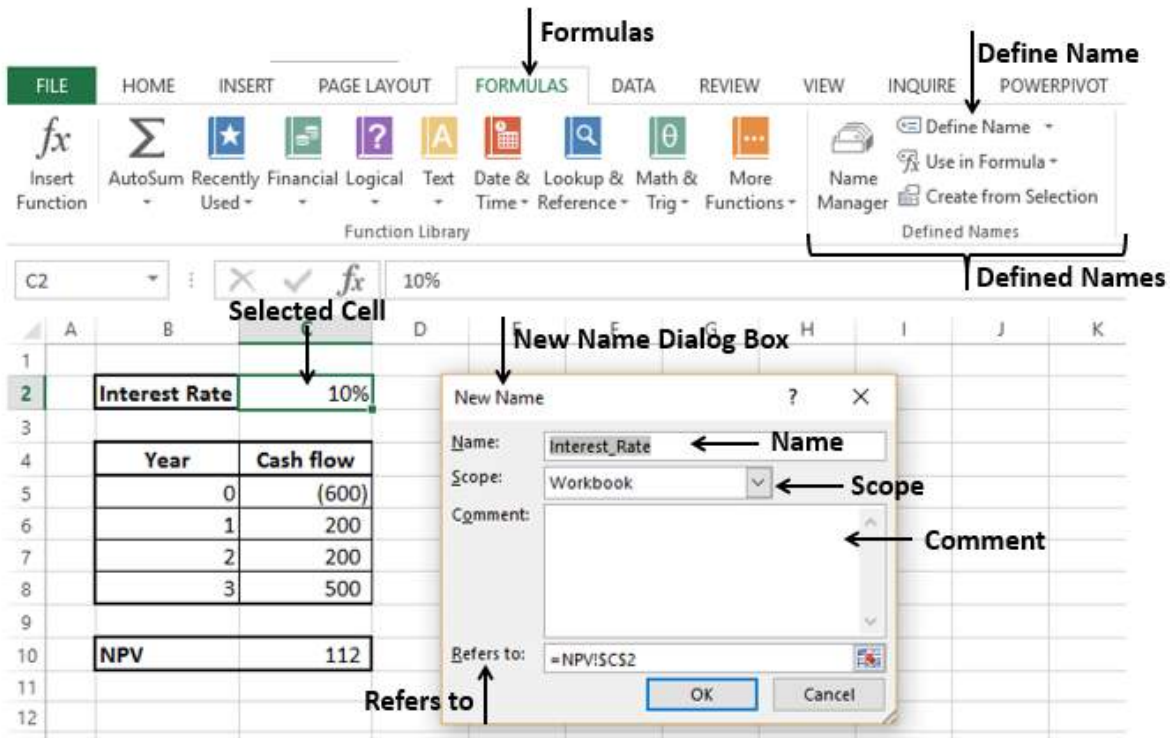 Formulas
Define Name
FILE HOME INSERT PAGE LAYOUT FORMULAS DATA REVIEW VIEW INQUIRE POWERPIVOT
fx Σ ? A θ ...
Define Name
Use in Formula
Create from Selection
Insert Function
AutoSum
Recently Used
Financial
Logical
Text
Date & Time
Lookup & Reference
Math & Trig
More Functions
Name Manager
Function Library
Defined Names
Defined Names
C2 fx 10%
Selected Cell
New Name Dialog Box
A B C D E F G H I J K
1
2 Interest Rate 10%
3
4 Year Cash flow
5 0 (600)
6 1 200
7 2 200
8 3 500
9
10 NPV 112
11
12
New Name ?
Name: Interest_Rate
Name
Scope: Workbook
Scope
Comment:
Comment
Refers to: =NPV!$C$2
Refers to
OK Cancel